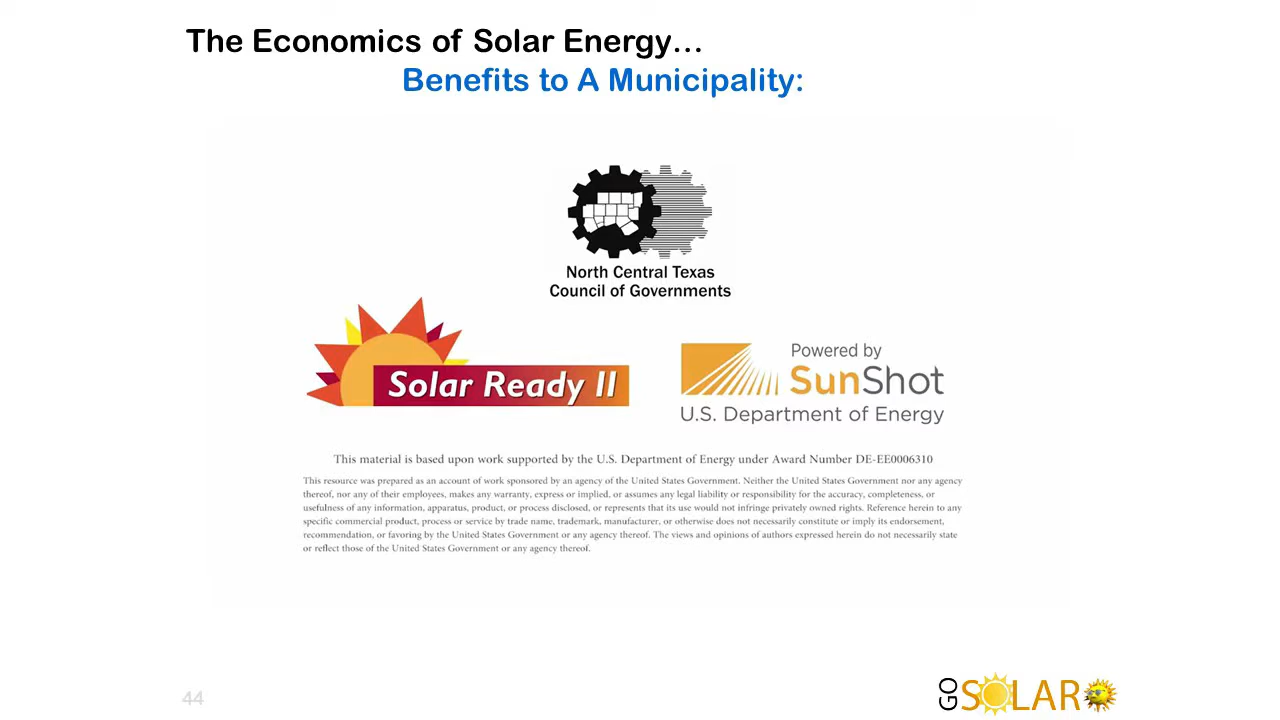 The Economics of Solar Energy…
Benefits to A Municipality:
North Central Texas
Council of Governments
Solar Ready II
Powered by
SunShot
U.S. Department of Energy
This material is based upon work supported by the U.S. Department of Energy under Award Number DE-EE0006310
This resource was prepared as an account of work sponsored by an agency of the United States Government. Neither the United States Government nor any agency
thereof, nor any of their employees, makes any warranty, express or implied, or assumes any legal liability or responsibility for the accuracy, completeness, or
usefulness of any information, apparatus, product, or process disclosed, or represents that its use would not infringe privately owned rights. Reference herein to any
specific commercial product, process or service by trade name, trademark, manufacturer, or otherwise does not necessarily constitute or imply its endorsement,
recommendation, or favoring by the United States Government or any agency thereof. The views and opinions of authors expressed herein do not necessarily state
or reflect those of the United States Government or any agency thereof.
44
GO SOLAR